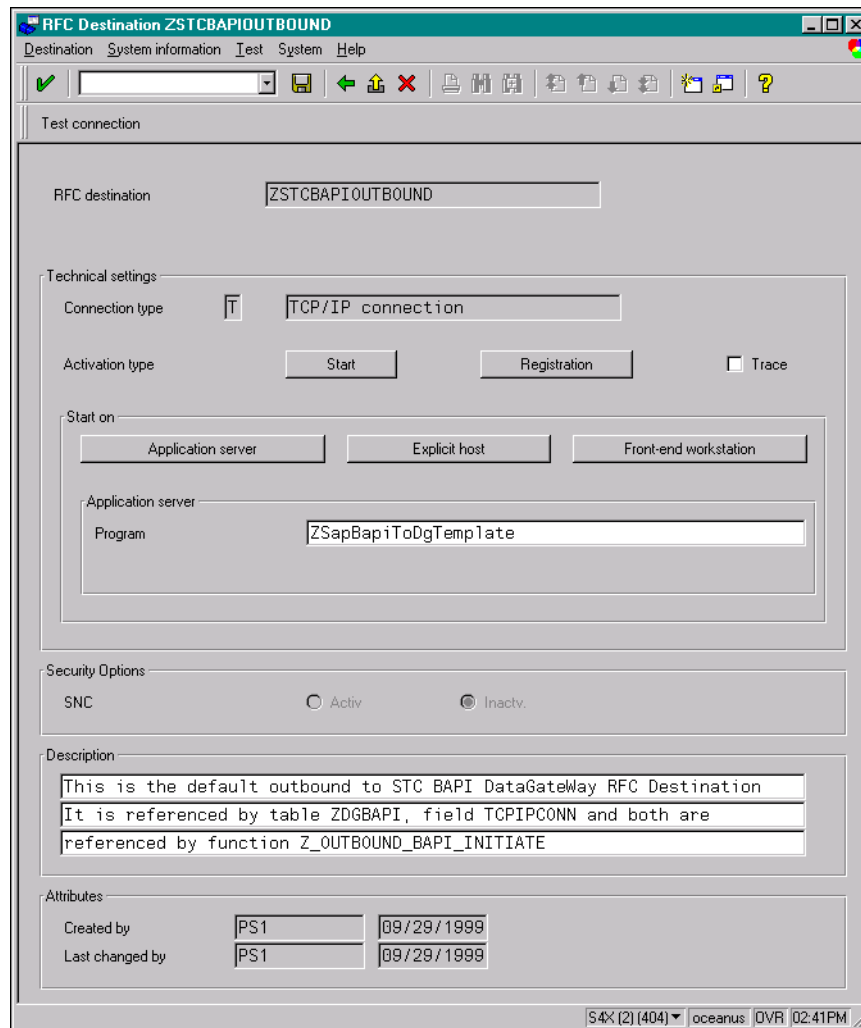 RFC Destination ZSTCBAPIOUTBOUND
Destination System information Test System Help
Test connection
RFC destination ZSTCBAPIOUTBOUND
Technical settings
Connection type T TCP/IP connection
Activation type Start Registration Trace
Start on
Application server Explicit host Front-end workstation
Application server
Program ZSapBapiToDgTemplate
Security Options
SNC Activ Inactv.
Description
This is the default outbound to STC BAPI DataGateWay RFC Destination
It is referenced by table ZDGBAPI, field TCPIPCONN and both are
referenced by function Z_OUTBOUND_BAPI_INITIATE
Attributes
Created by PS1 09/29/1999
Last changed by PS1 09/29/1999
S4X (2) (404) oceanus OVR 02:41PM